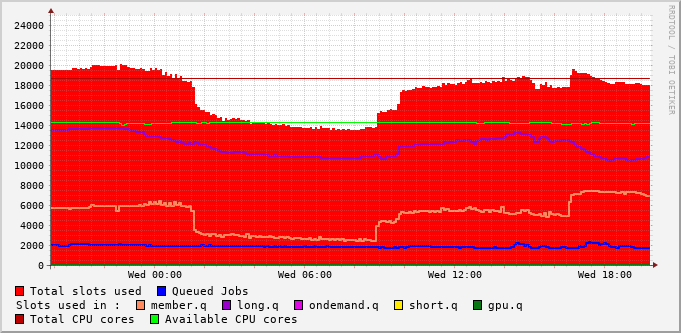 24000
22000
20000
18000
16000
14000
12000
10000
8000
6000
4000
2000
0
Wed 00:00 Wed 06:00 Wed 12:00 Wed 18:00
RRDTOOL / TOBI OETIKER
Total slots used Queued Jobs
Slots used in : member.q long.q ondemand.q short.q gpu.q
Total CPU cores Available CPU cores